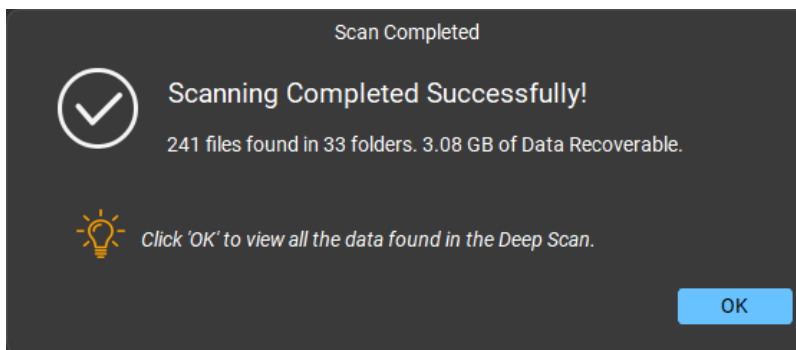 Scan Completed
Scanning Completed Successfully!
241 files found in 33 folders. 3.08 GB of Data Recoverable.
Click 'OK' to view all the data found in the Deep Scan.
OK